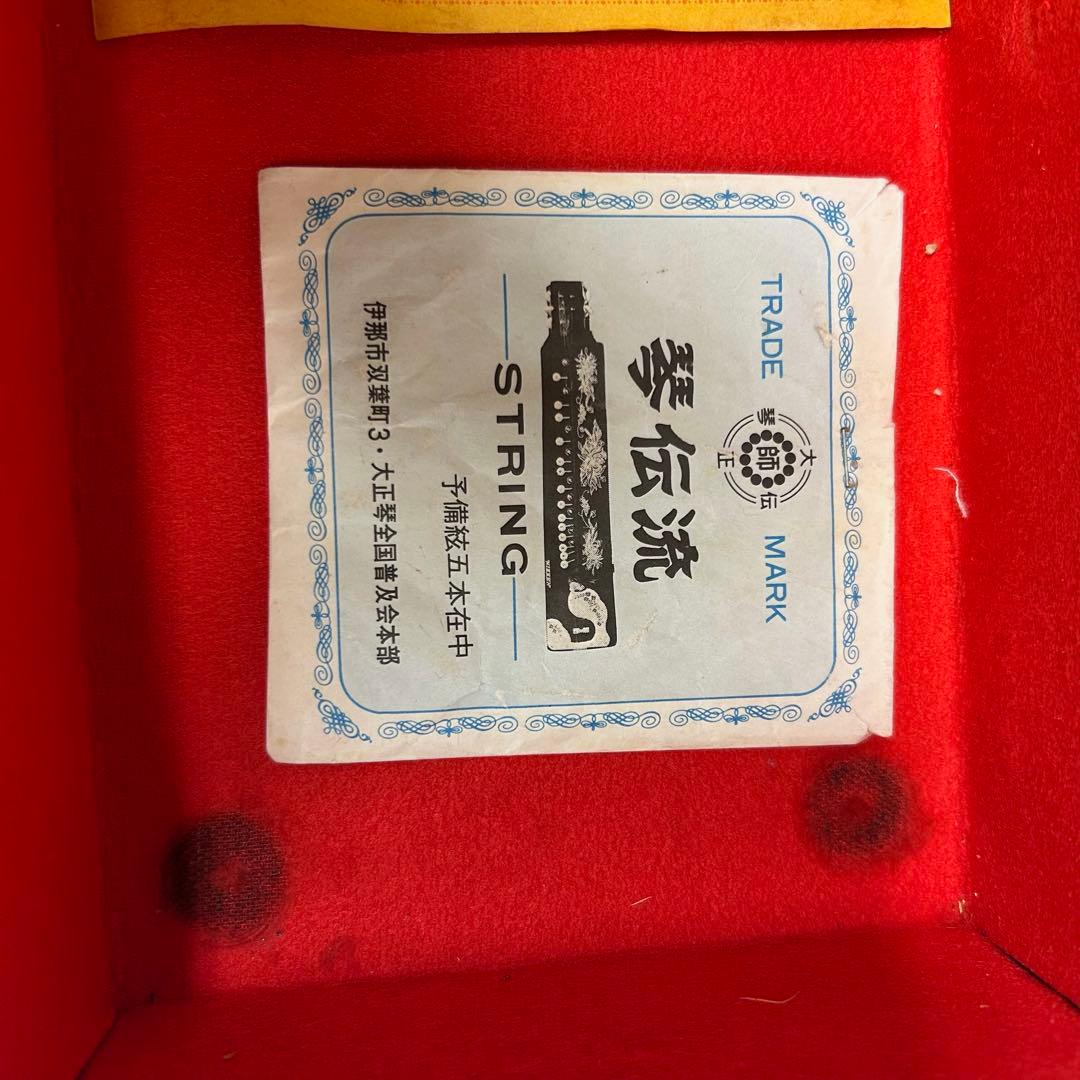 TRADE MARK
大正琴師伝
琴伝流
STRING
予備絃五本在中
伊那市双葉町3・大正琴全国普及会本部